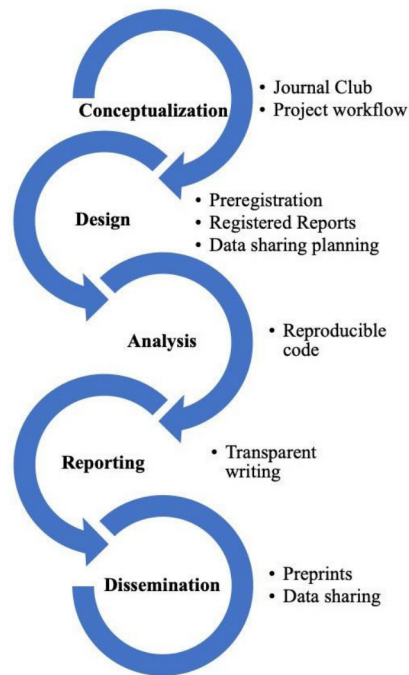 Conceptualization
• Journal Club
• Project workflow
Design
• Preregistration
• Registered Reports
• Data sharing planning
Analysis
• Reproducible
code
Reporting
• Transparent
writing
Dissemination
• Preprints
• Data sharing